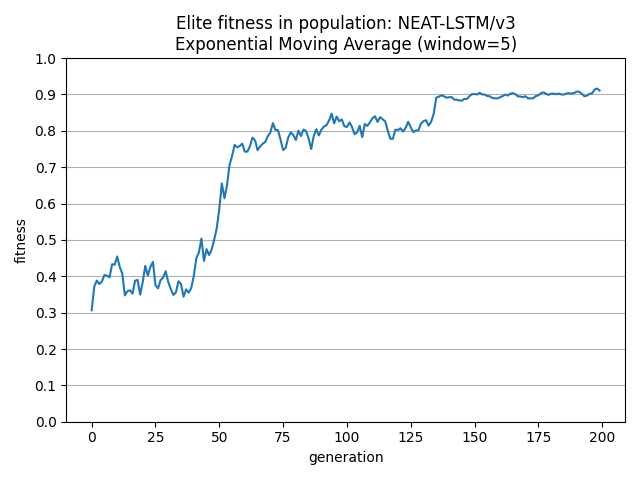 Elite fitness in population: NEAT-LSTM/v3
Exponential Moving Average (window=5)
1.0
0.9
0.8
0.7
0.6
0.5
0.4
0.3
0.2
0.1
0.0
fitness
0 25 50 75 100 125 150 175 200
generation